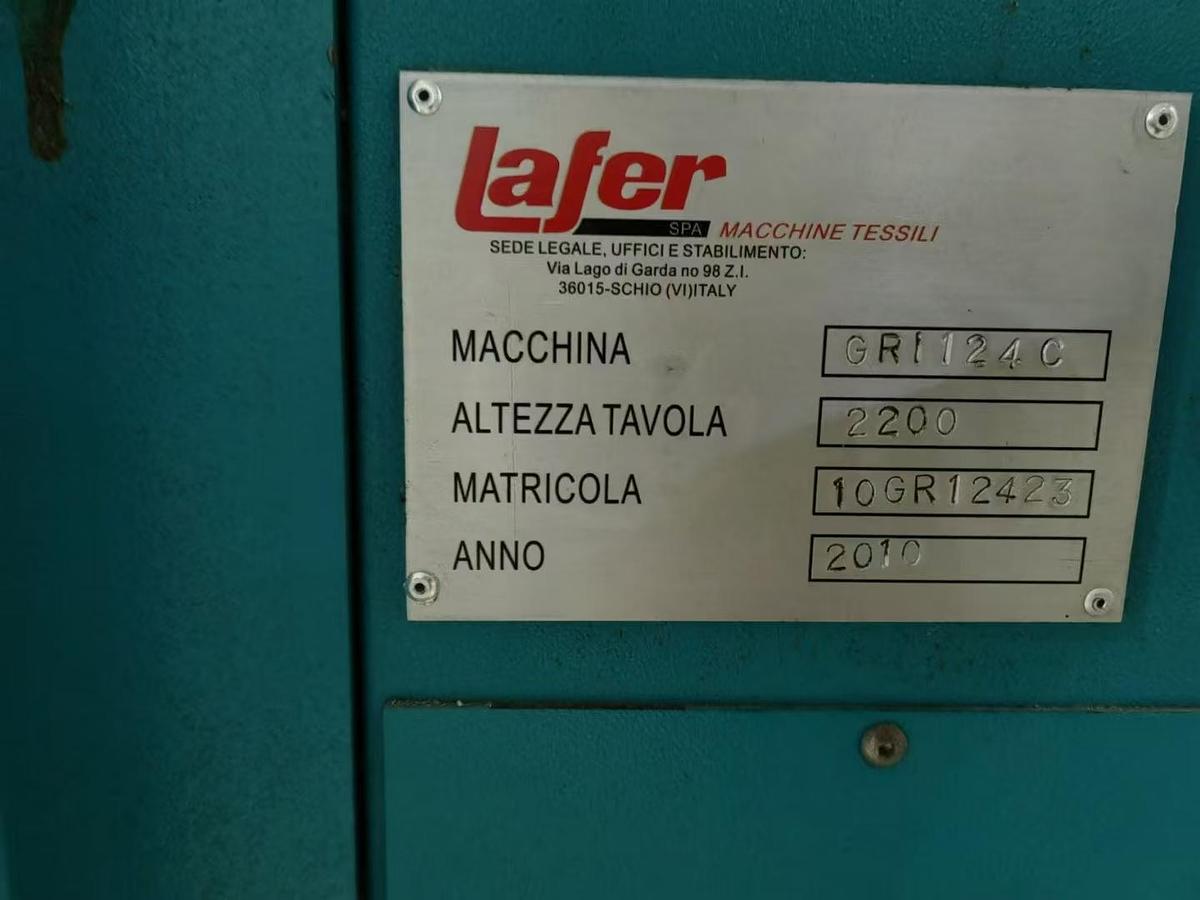 Lafer
SPA MACCHINE TESSILI
SEDE LEGALE, UFFICI E STABILIMENTO:
Via Lago di Garda no 98 Z.I.
36015-SCHIO (VI)ITALY
MACCHINA GRI124C
ALTEZZA TAVOLA 2200
MATRICOLA 10GR12423
ANNO 2010